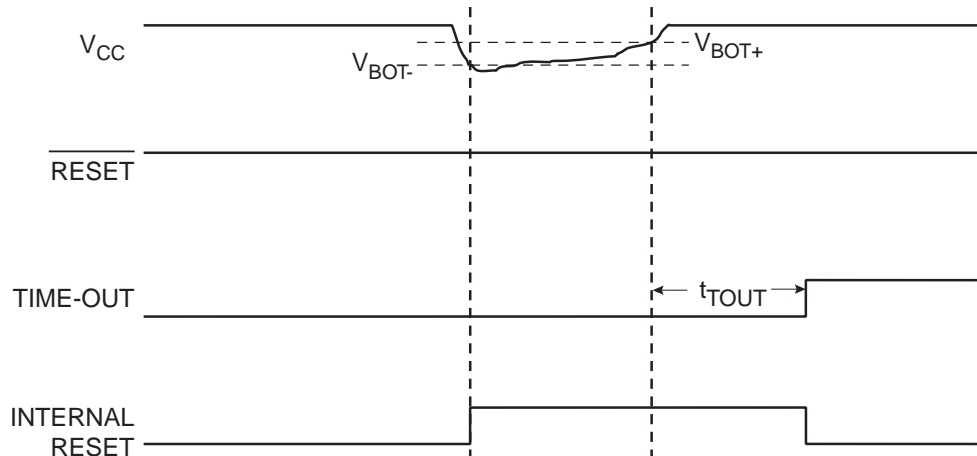 VCC
VBOT-
VBOT+
RESET
TIME-OUT
tTOUT
INTERNAL
RESET